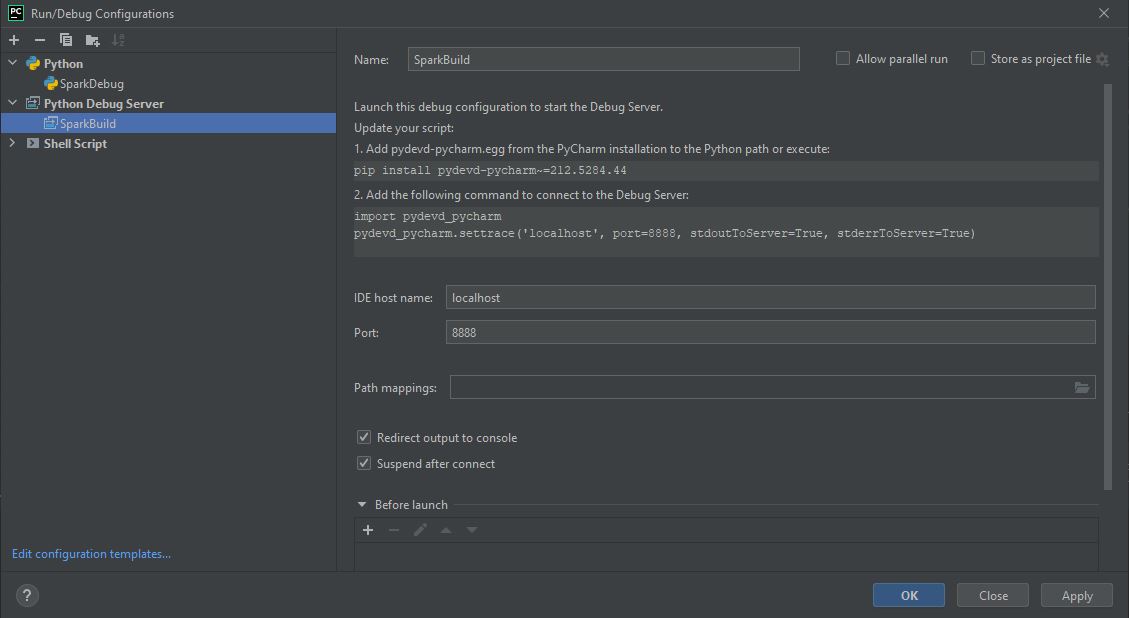 PC
Run/Debug Configurations
Python
SparkDebug
Python Debug Server
SparkBuild
Shell Script
Edit configuration templates...
Name:
SparkBuild
Allow parallel run
Store as project file
Launch this debug configuration to start the Debug Server.
Update your script:
1. Add pydevd-pycharm.egg from the PyCharm installation to the Python path or execute:
pip install pydevd-pycharm~=212.5284.44
2. Add the following command to connect to the Debug Server:
import pydevd_pycharm
pydevd_pycharm.settrace('localhost', port=8888, stdoutToServer=True, stderrToServer=True)
IDE host name:
localhost
Port:
8888
Path mappings:
Redirect output to console
Suspend after connect
Before launch
?
OK
Close
Apply